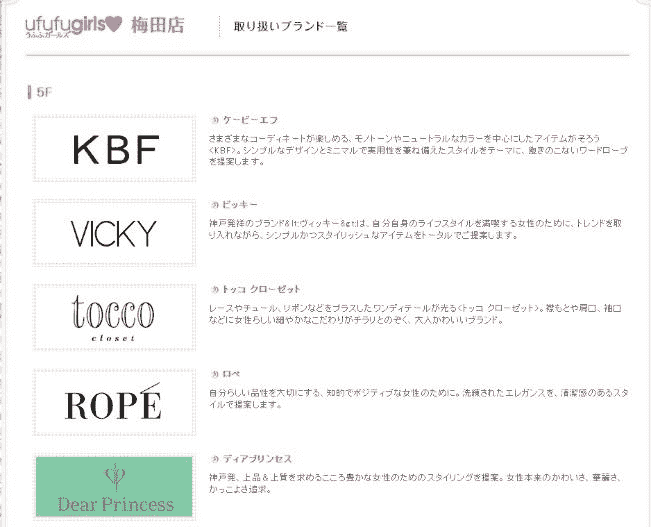 ufufugirls 梅田店 取り扱いブランド一覧
うふふガールズ
5F
KBF
ケービーエフ
さまざまなコーディネートが楽しめる、モノトーンやニュートラルなカラーを中心にしたアイテムがそろう
<KBF>。シンプルなデザインとミニマルで実用性を兼ね備えたスタイルをテーマに、飽きのこないワードローブ
を提案します。
VICKY
ビッキー
神戸発祥のブランド&lt;ヴィッキー&gt;は、自分自身のライフスタイルを満喫する女性のために、トレンドを取
り入れながら、シンプルかつスタイリッシュなアイテムをトータルでご提案します。
tocco
closet
トッコ クローゼット
レースやチュール、リボンなどをプラスしたワンディテールが光る<トッコ クローゼット>。襟もとや肩口、袖口
などに女性らしい細やかなこだわりがチラリとのぞく、大人かわいいブランド。
ROPÉ
ロペ
自分らしい品性を大切にする、知的でポジティブな女性のために。洗練されたエレガンスを、清潔感のあるスタ
イルで提案します。
Dear Princess
ディアプリンセス
神戸発、上品&上質を求めるこころ豊かな女性のためのスタイリングを提案。女性本来のかわいさ、華麗さ、
かっこよさ追求。